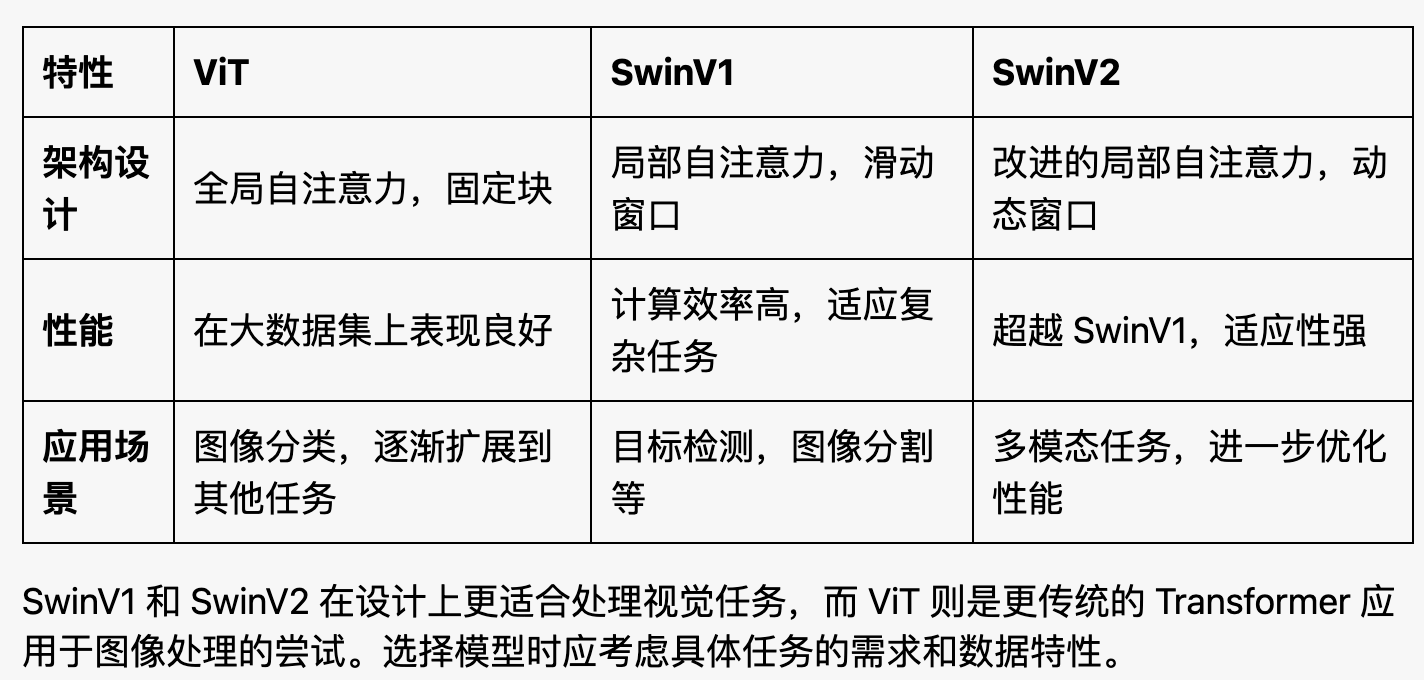 特性 ViT SwinV1 SwinV2
架构设计 全局自注意力，固定块 局部自注意力，滑动窗口 改进的局部自注意力，动态窗口
性能 在大数据集上表现良好 计算效率高，适应复杂任务 超越 SwinV1，适应性强
应用场景 图像分类，逐渐扩展到其他任务 目标检测，图像分割等 多模态任务，进一步优化性能
SwinV1 和 SwinV2 在设计上更适合处理视觉任务，而 ViT 则是更传统的 Transformer 应
用于图像处理的尝试。选择模型时应考虑具体任务的需求和数据特性。